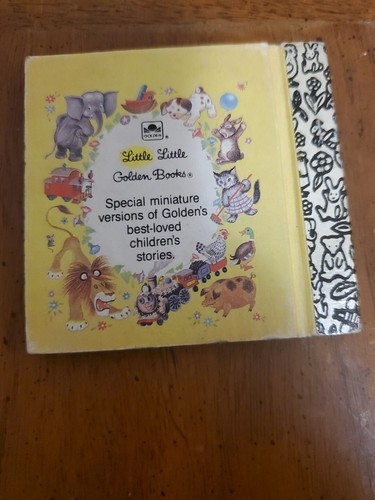 GOLDEN
Little Little
Golden Books®
Special miniature
versions of Golden's
best-loved
children's
stories.